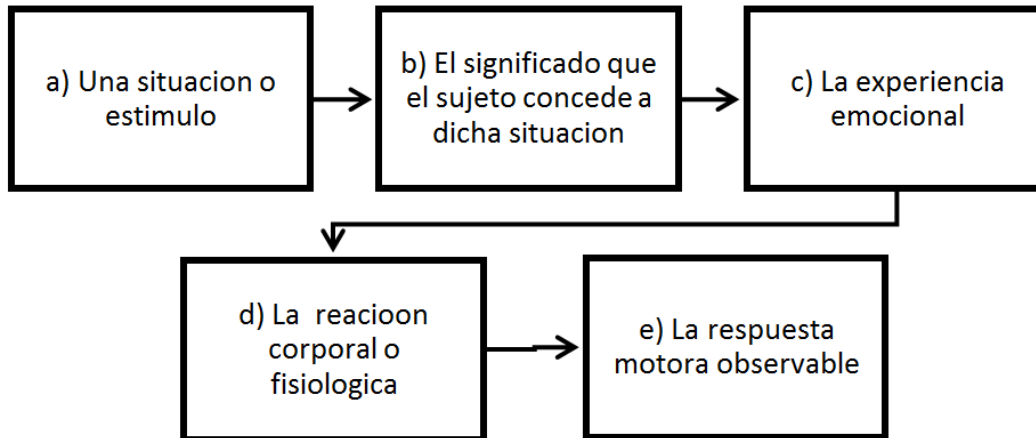 a) Una situacion o
estimulo
b) El significado que
el sujeto concede a
dicha situacion
c) La experiencia
emocional
d) La  reacioon
corporal o
fisiologica
e) La respuesta
motora observable